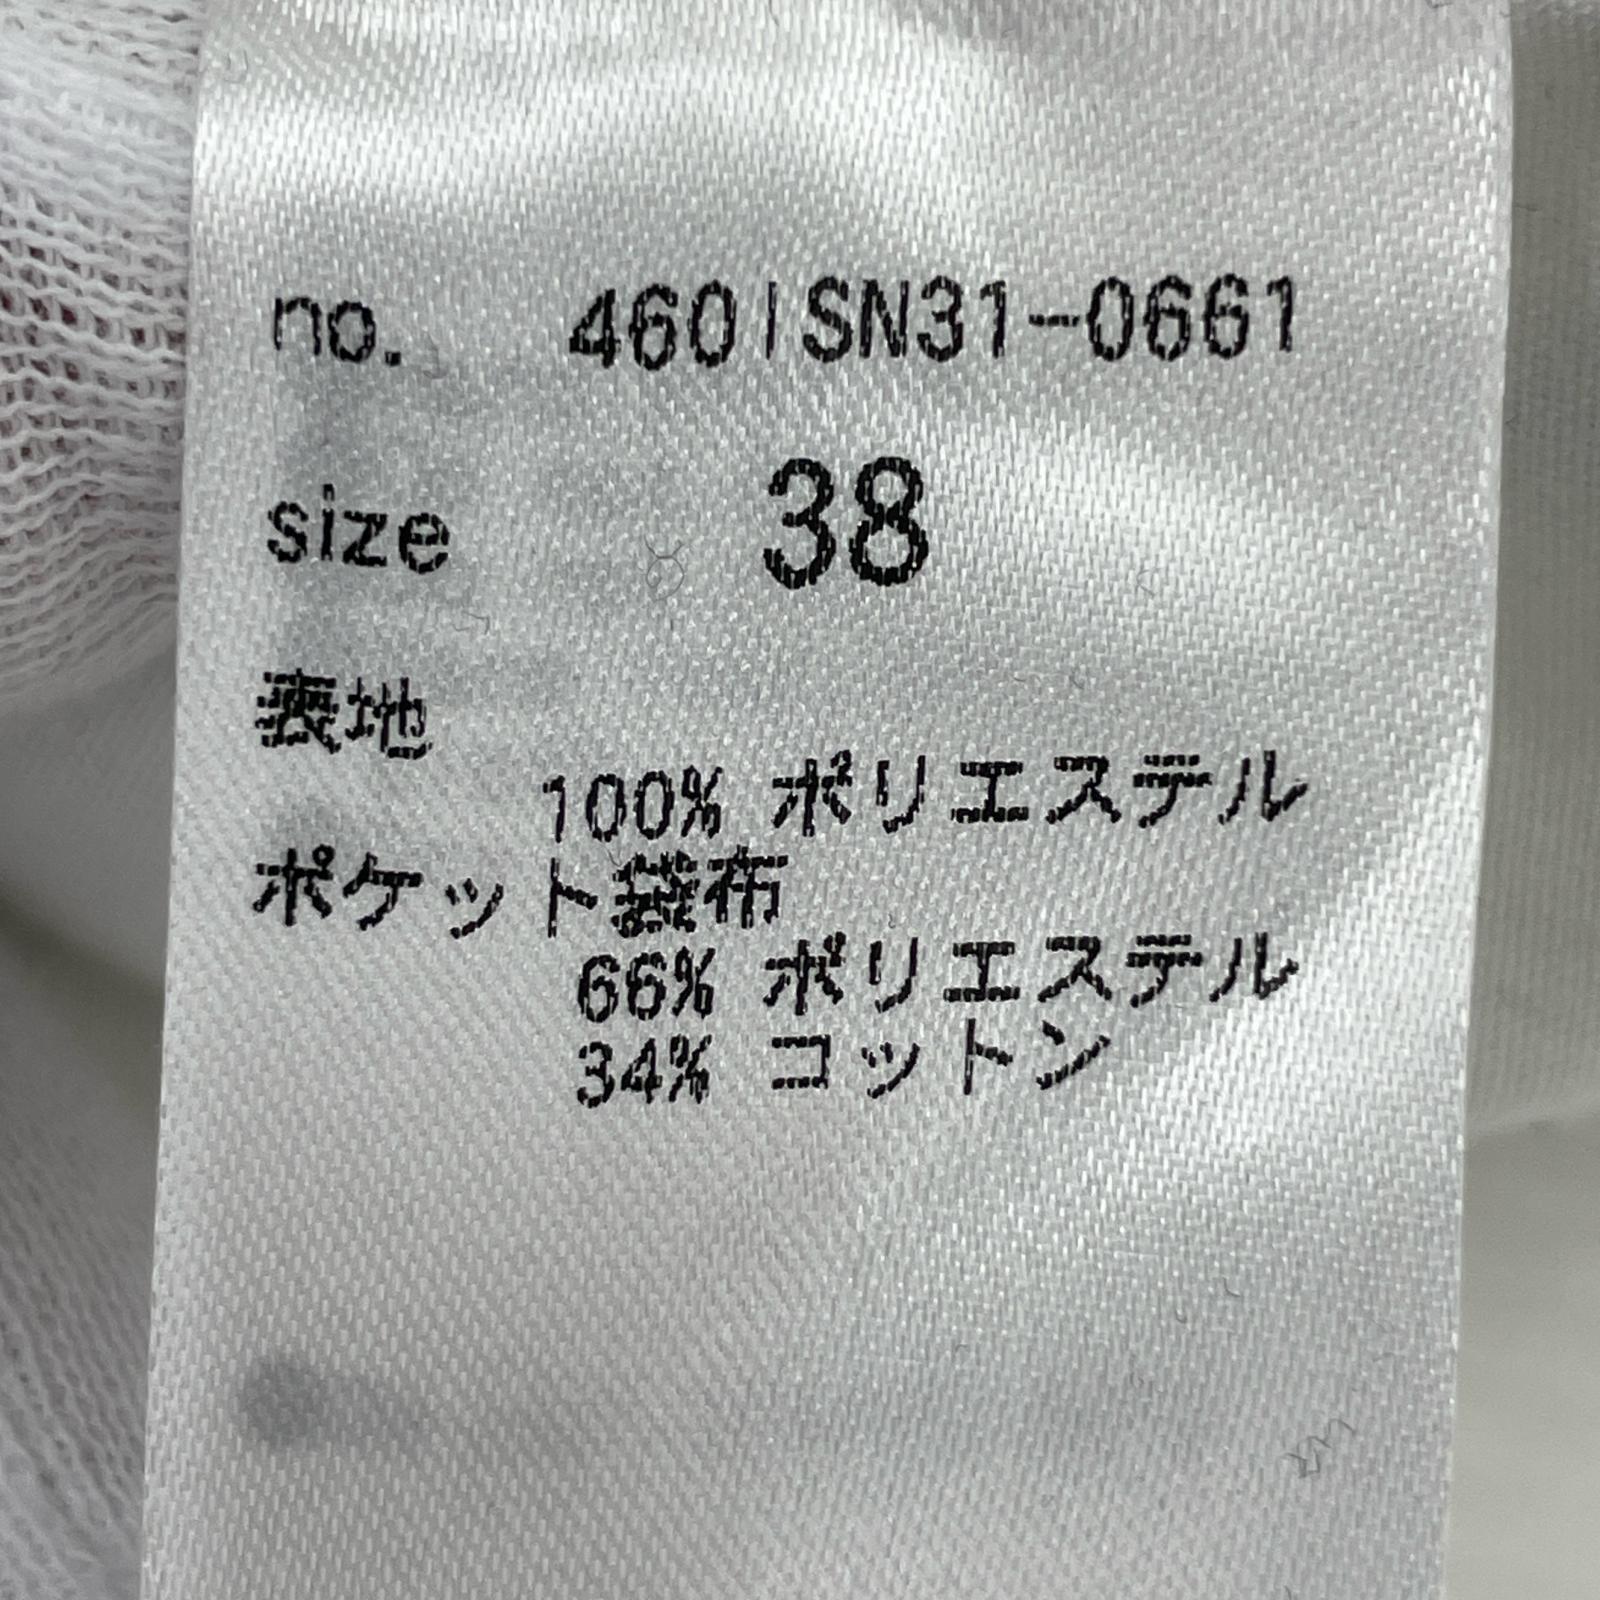 no. 460ISN31-0661
size 38
表地
100% ポリエステル
ポケット袋布
66% ポリエステル
34% コットン